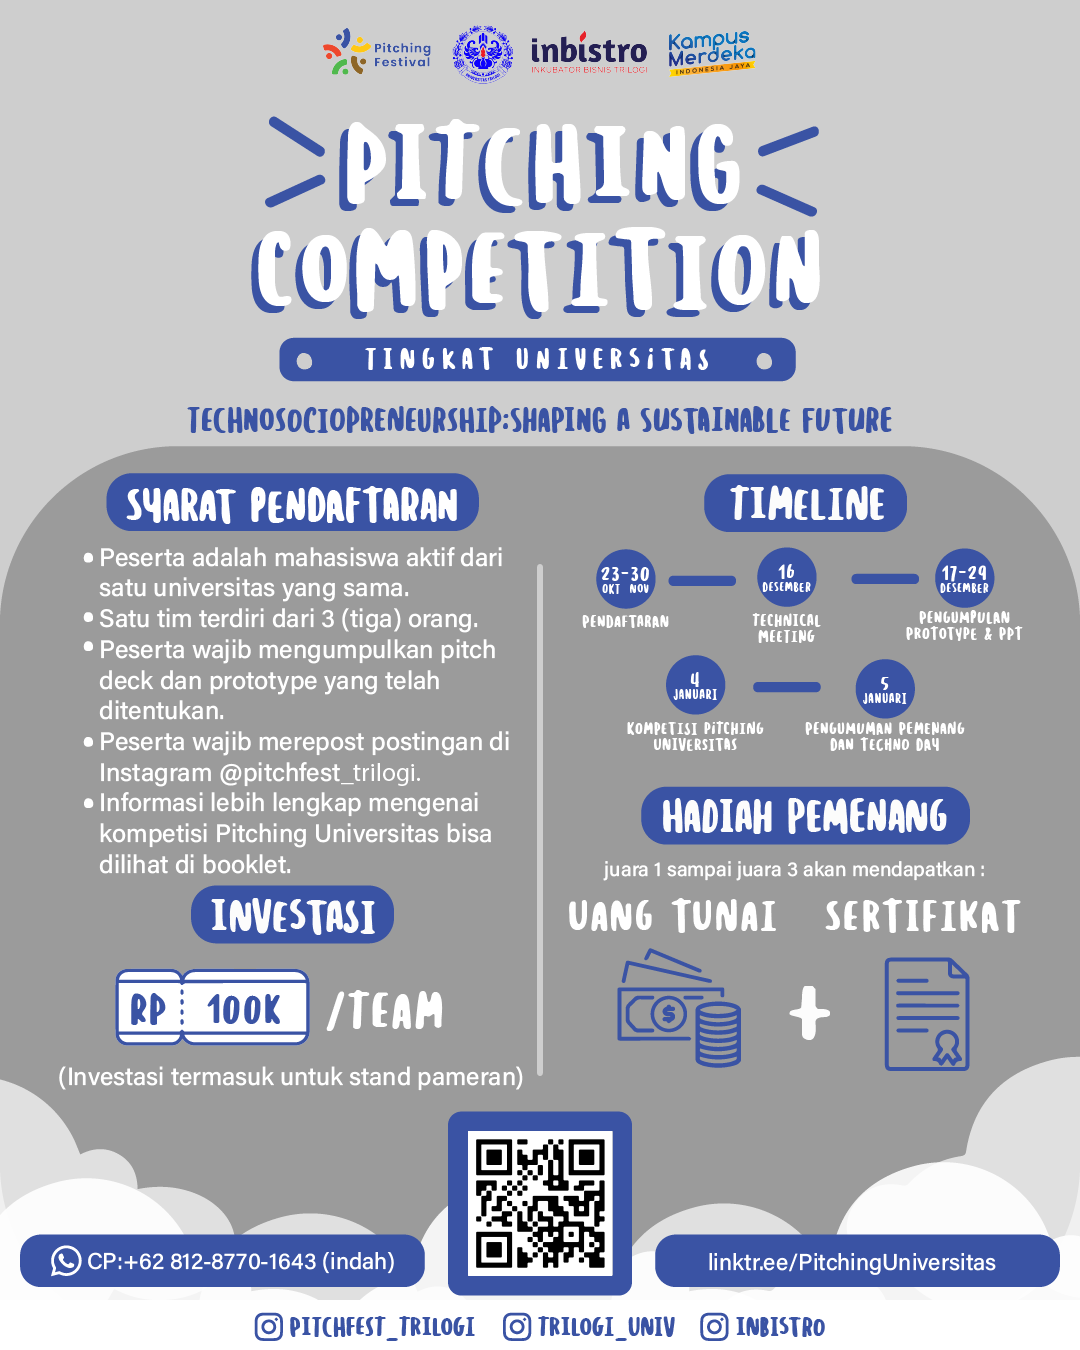 Pitching
Festival
inbistro
INKUBATOR BISNIS TRILOGI
Kampus
Merdeka
INDONESIA JAYA
PITCHING
COMPETITION
TINGKAT UNIVERSITAS
TECHNOSOCIOPRENEURSHIP:SHAPING A SUSTAINABLE FUTURE
SYARAT PENDAFTARAN
• Peserta adalah mahasiswa aktif dari
satu universitas yang sama.
• Satu tim terdiri dari 3 (tiga) orang.
• Peserta wajib mengumpulkan pitch
deck dan prototype yang telah
ditentukan.
• Peserta wajib merepost postingan di
Instagram @pitchfest_trilogi.
• Informasi lebih lengkap mengenai
kompetisi Pitching Universitas bisa
dilihat di booklet.
INVESTASI
RP 100K /TEAM
(Investasi termasuk untuk stand pameran)
TIMELINE
23-30
OKT NOV
PENDAFTARAN
16
DESEMBER
TECHNICAL
MEETING
17-29
DESEMBER
PENGUMPULAN
PROTOTYPE & PPT
4
JANUARI
KOMPETISI PITCHING
UNIVERSITAS
5
JANUARI
PENGUMUMAN PEMENANG
DAN TECHNO DAY
HADIAH PEMENANG
juara 1 sampai juara 3 akan mendapatkan :
UANG TUNAI
SERTIFIKAT
$
+
CP:+62 812-8770-1643 (indah)
linktr.ee/PitchingUniversitas
PITCHFEST_TRILOGI
TRILOGI_UNIV
INBISTRO